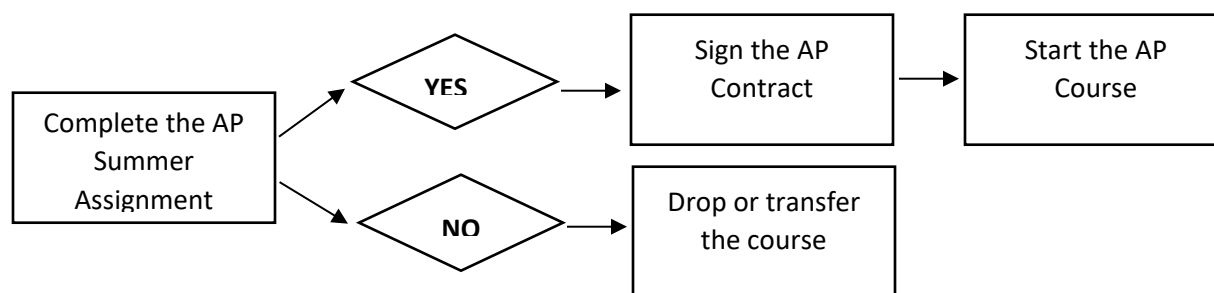 Complete the AP
Summer
Assignment
YES
Sign the AP
Contract
Start the AP
Course
NO
Drop or transfer
the course